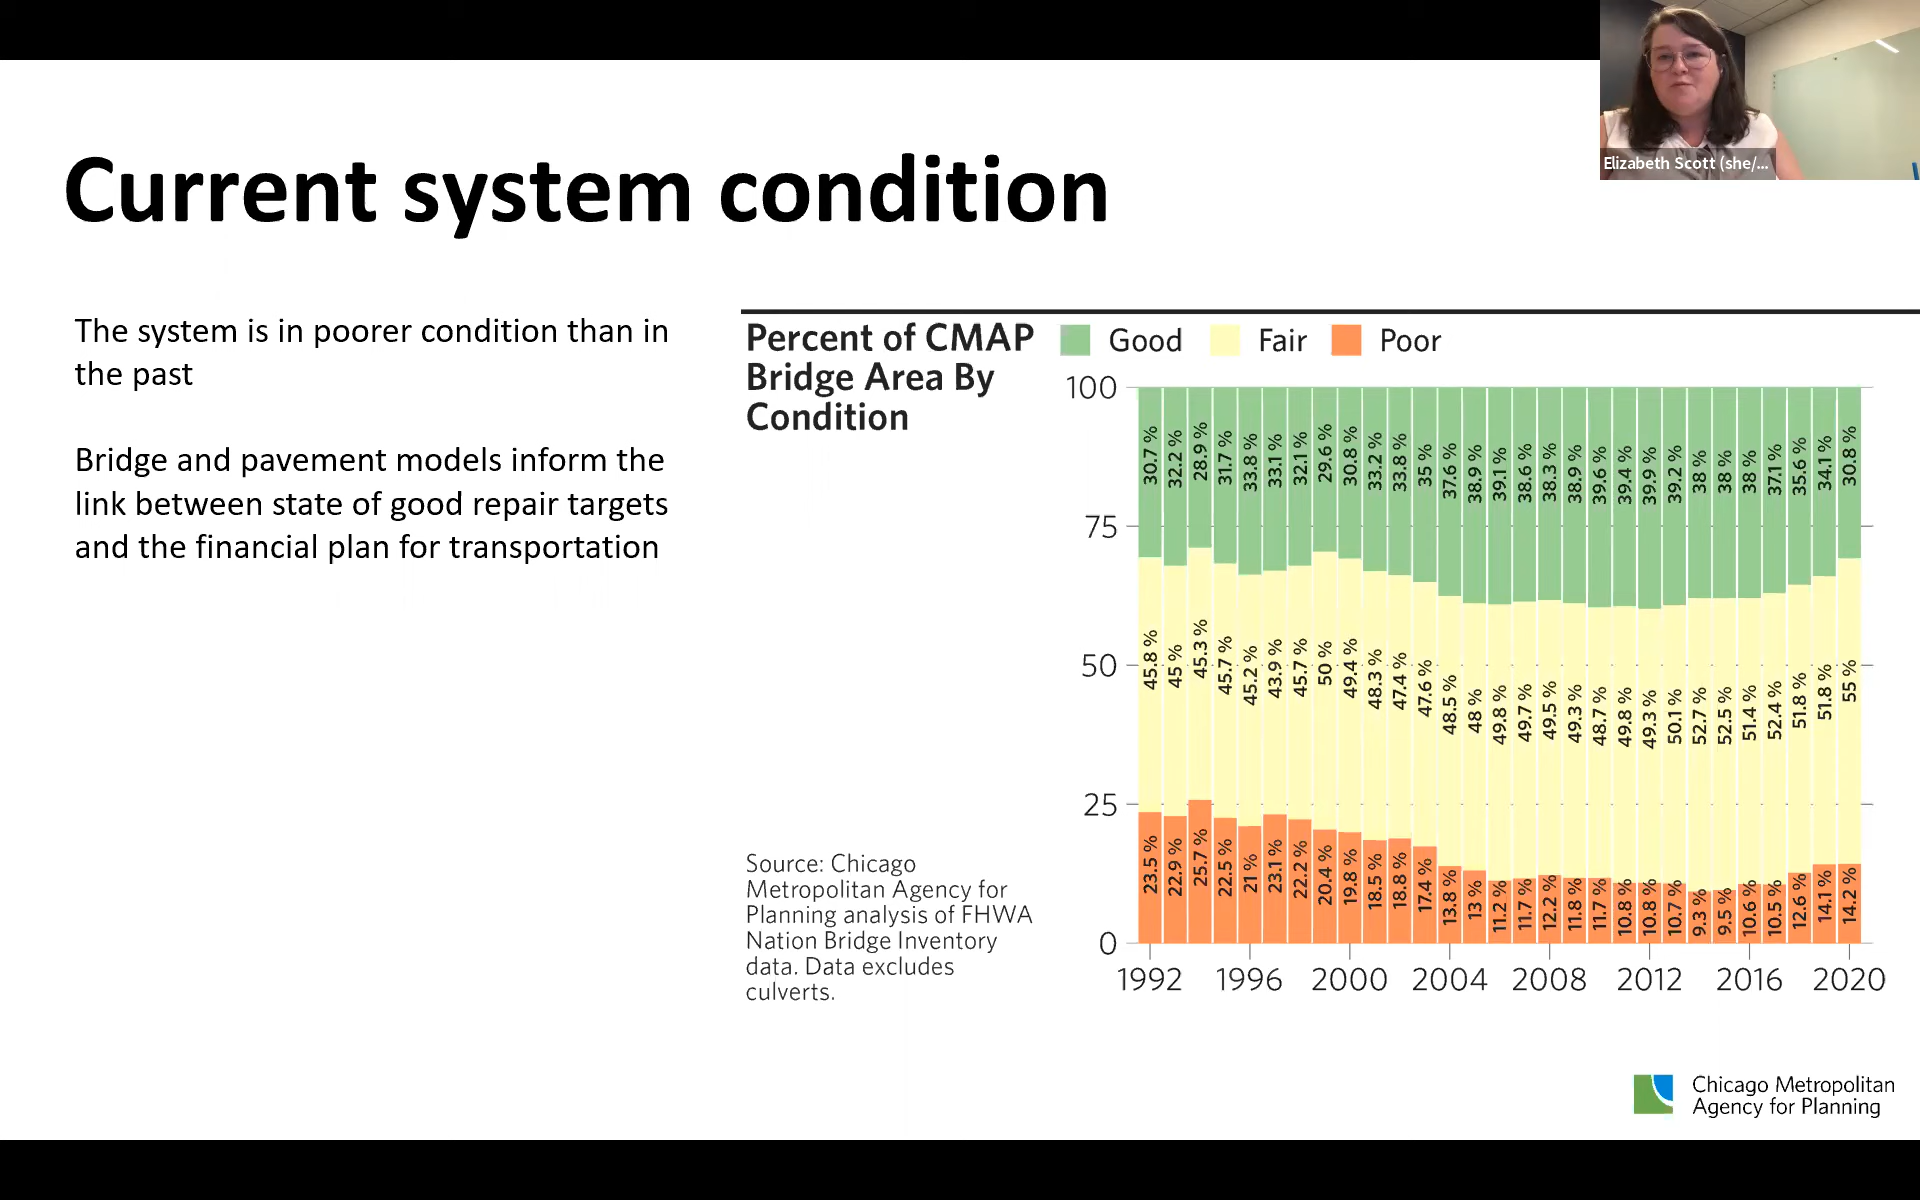 Elizabeth Scott (she/...
Current system condition
The system is in poorer condition than in
the past
Bridge and pavement models inform the
link between state of good repair targets
and the financial plan for transportation
Percent of CMAP
Bridge Area By
Condition
Good Fair Poor
100
75
50
25
0
30.7 % 32.2 % 28.9 % 31.7 % 33.8 % 33.1 % 32.1 % 29.6 % 30.8 % 33.2 % 33.8 % 35 % 37.6 % 38.9 % 39.1 % 38.6 % 38.3 % 38.9 % 39.6 % 39.4 % 39.9 % 39.2 % 38 % 38 % 38 % 37.1 % 35.6 % 34.1 % 30.8 %
45.8 % 45 % 45.3 % 45.7 % 45.2 % 43.9 % 45.7 % 50 % 49.4 % 48.3 % 47.4 % 47.6 % 48.5 % 48 % 49.8 % 49.7 % 49.5 % 49.3 % 48.7 % 49.8 % 49.3 % 50.1 % 52.7 % 52.5 % 51.4 % 52.4 % 51.8 % 51.8 % 55 %
23.5 % 22.9 % 25.7 % 22.5 % 21 % 23.1 % 22.2 % 20.4 % 19.8 % 18.5 % 18.8 % 17.4 % 13.8 % 13 % 11.2 % 11.7 % 12.2 % 11.8 % 11.7 % 10.8 % 10.8 % 10.7 % 9.3 % 9.5 % 10.6 % 10.5 % 12.6 % 14.1 % 14.2 %
1992 1996 2000 2004 2008 2012 2016 2020
Source: Chicago
Metropolitan Agency for
Planning analysis of FHWA
Nation Bridge Inventory
data. Data excludes
culverts.
Chicago Metropolitan
Agency for Planning